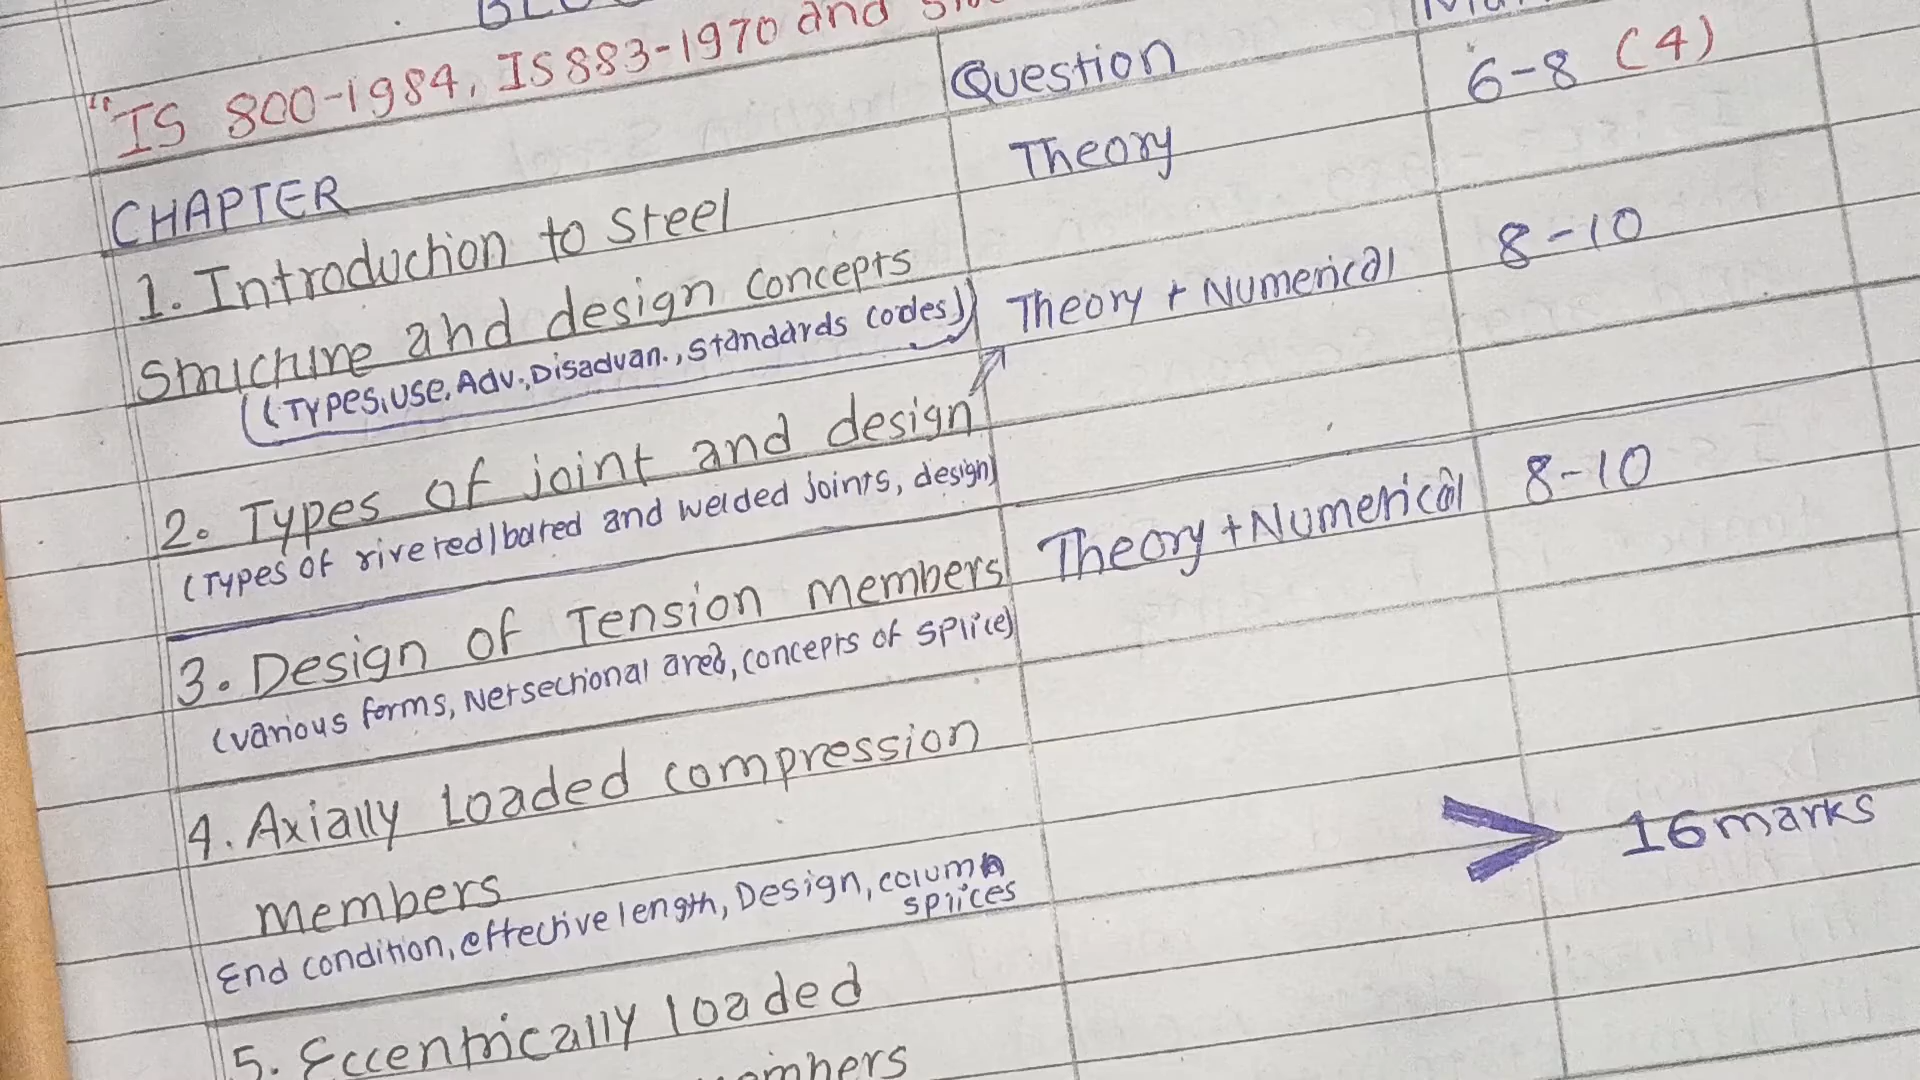 "IS 800-1984, IS 883-1970 and
CHAPTER
Question
1. Introduction to Steel
Structure and design concepts
((Types, use, Adv., Disadvan., standards codes))
Theory
6-8 (4)
2. Types of joint and design
(Types of riveted/bolted and welded joints, design)
Theory + Numerical
8-10
3. Design of Tension members
(various forms, Net sectional area, concepts of splice)
Theory + Numerical
8-10
4. Axially Loaded compression
members
End condition, effective length, Design, column
splices
16 marks
5. Eccentrically loaded
members